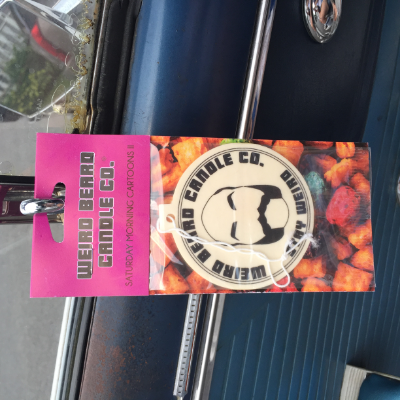 WEIRD BEARD
CANDLE CO.
SATURDAY MORNING CARTOONS II
WEIRD BEARD CANDLE CO.